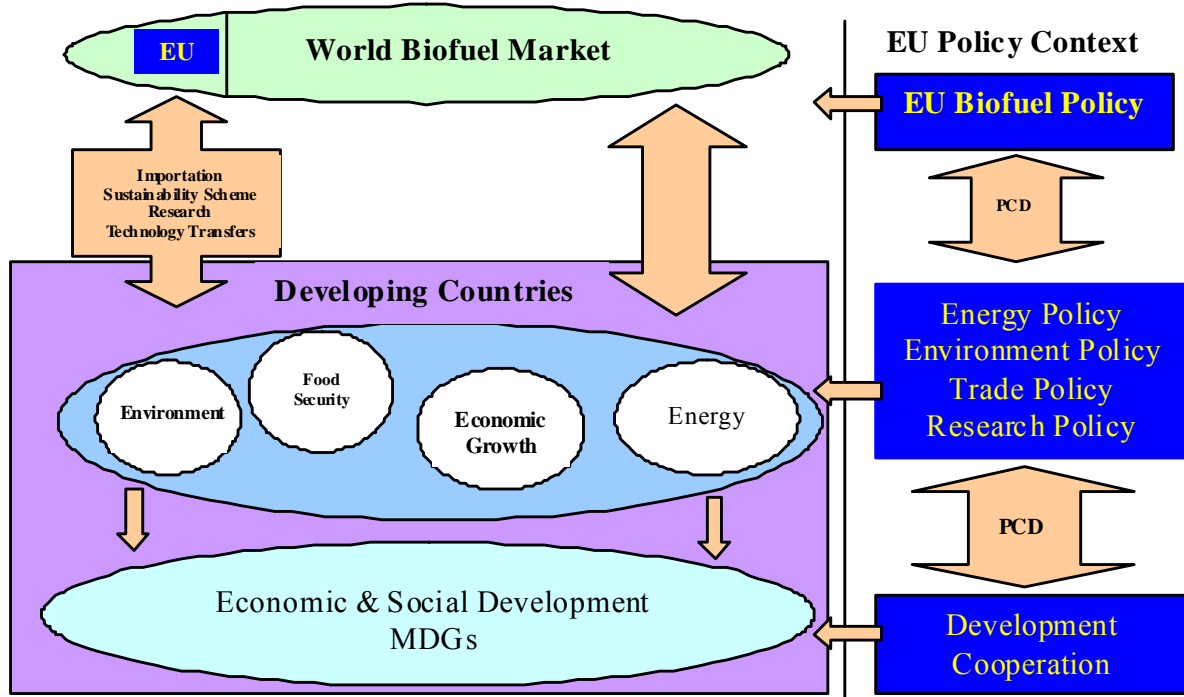 EU
World Biofuel Market
EU Policy Context
EU Biofuel Policy
Importation
Sustainability Scheme
Research
Technology Transfers
PCD
Developing Countries
Environment
Food
Security
Economic
Growth
Energy
Energy Policy
Environment Policy
Trade Policy
Research Policy
PCD
Economic & Social Development
MDGs
Development
Cooperation